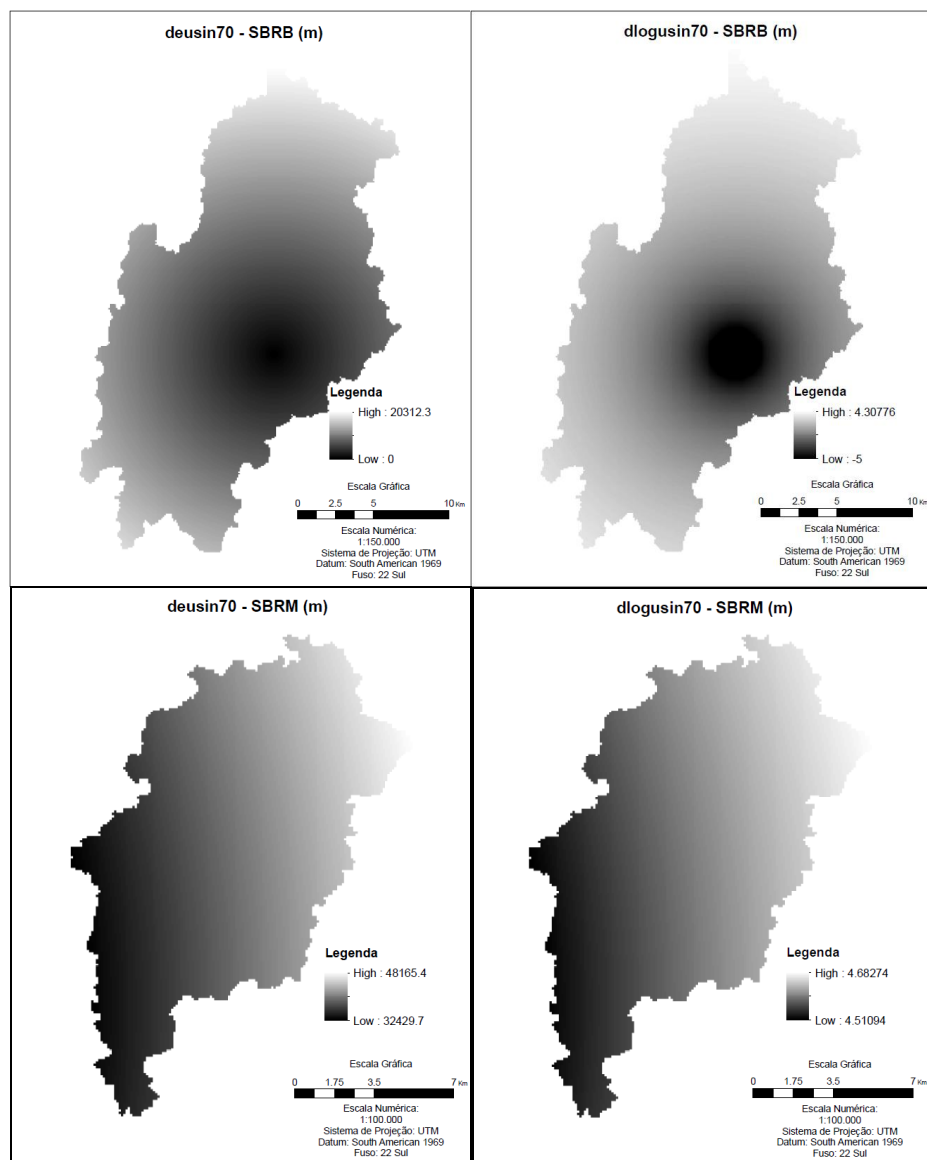 deusin70 - SBRB (m)
Legenda
High : 20312.3
Low : 0
Escala Gráfica
0 2.5 5 10 Km
Escala Numérica:
1:150.000
Sistema de Projeção: UTM
Datum: South American 1969
Fuso: 22 Sul
dlogusin70 - SBRB (m)
Legenda
High : 4.30776
Low : -5
Escala Gráfica
0 2.5 5 10 Km
Escala Numérica:
1:150.000
Sistema de Projeção: UTM
Datum: South American 1969
Fuso: 22 Sul
deusin70 - SBRM (m)
Legenda
High : 48165.4
Low : 32429.7
Escala Gráfica
0 1.75 3.5 7 Km
Escala Numérica:
1:100.000
Sistema de Projeção: UTM
Datum: South American 1969
Fuso: 22 Sul
dlogusin70 - SBRM (m)
Legenda
High : 4.68274
Low : 4.51094
Escala Gráfica
0 1.75 3.5 7 Km
Escala Numérica:
1:100.000
Sistema de Projeção: UTM
Datum: South American 1969
Fuso: 22 Sul